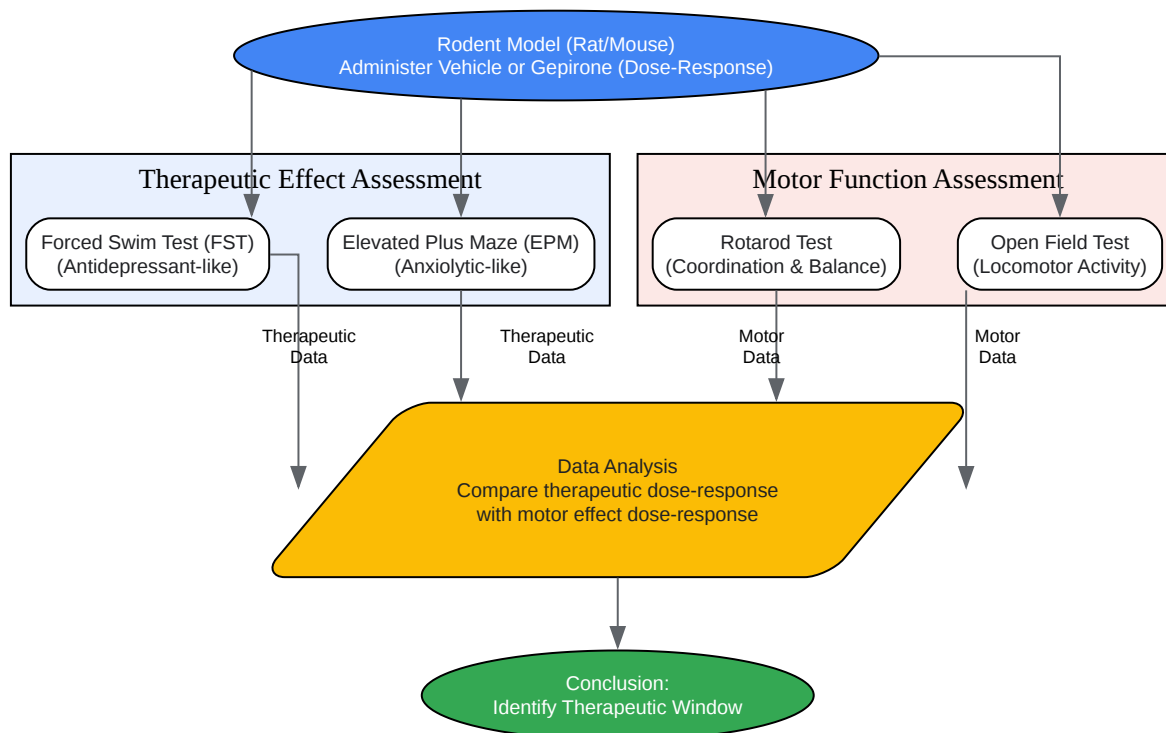 Rodent Model (Rat/Mouse)
Administer Vehicle or Gepirone (Dose-Response)
Therapeutic Effect Assessment
Motor Function Assessment
Forced Swim Test (FST)
(Antidepressant-like)
Elevated Plus Maze (EPM)
(Anxiolytic-like)
Rotarod Test
(Coordination & Balance)
Open Field Test
(Locomotor Activity)
Therapeutic
Data
Therapeutic
Data
Motor
Data
Motor
Data
Data Analysis
Compare therapeutic dose-response
with motor effect dose-response
Conclusion:
Identify Therapeutic Window